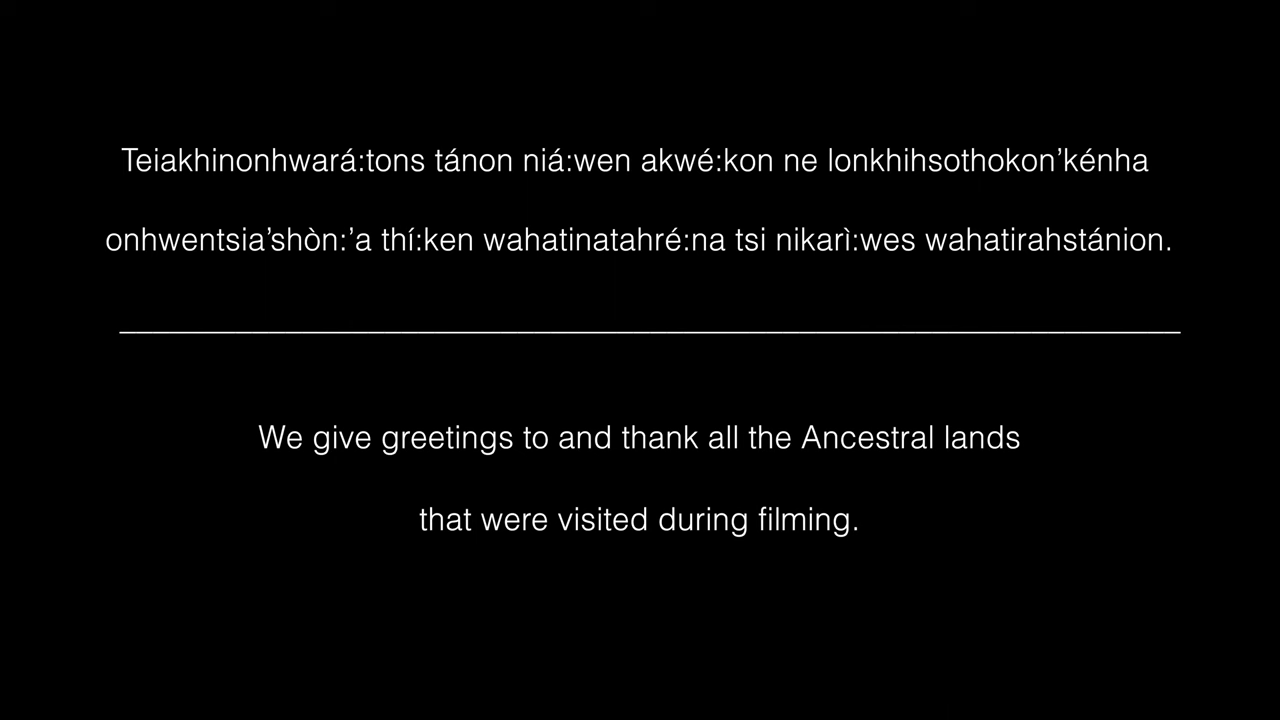 Teiakhinonhwará:tons tánon niá:wen akwé:kon ne lonkhihsothokon’kénha
onhwentsia’shòn:’a thí:ken wahatinatahré:na tsi nikarì:wes wahatirahstánion.
We give greetings to and thank all the Ancestral lands
that were visited during filming.